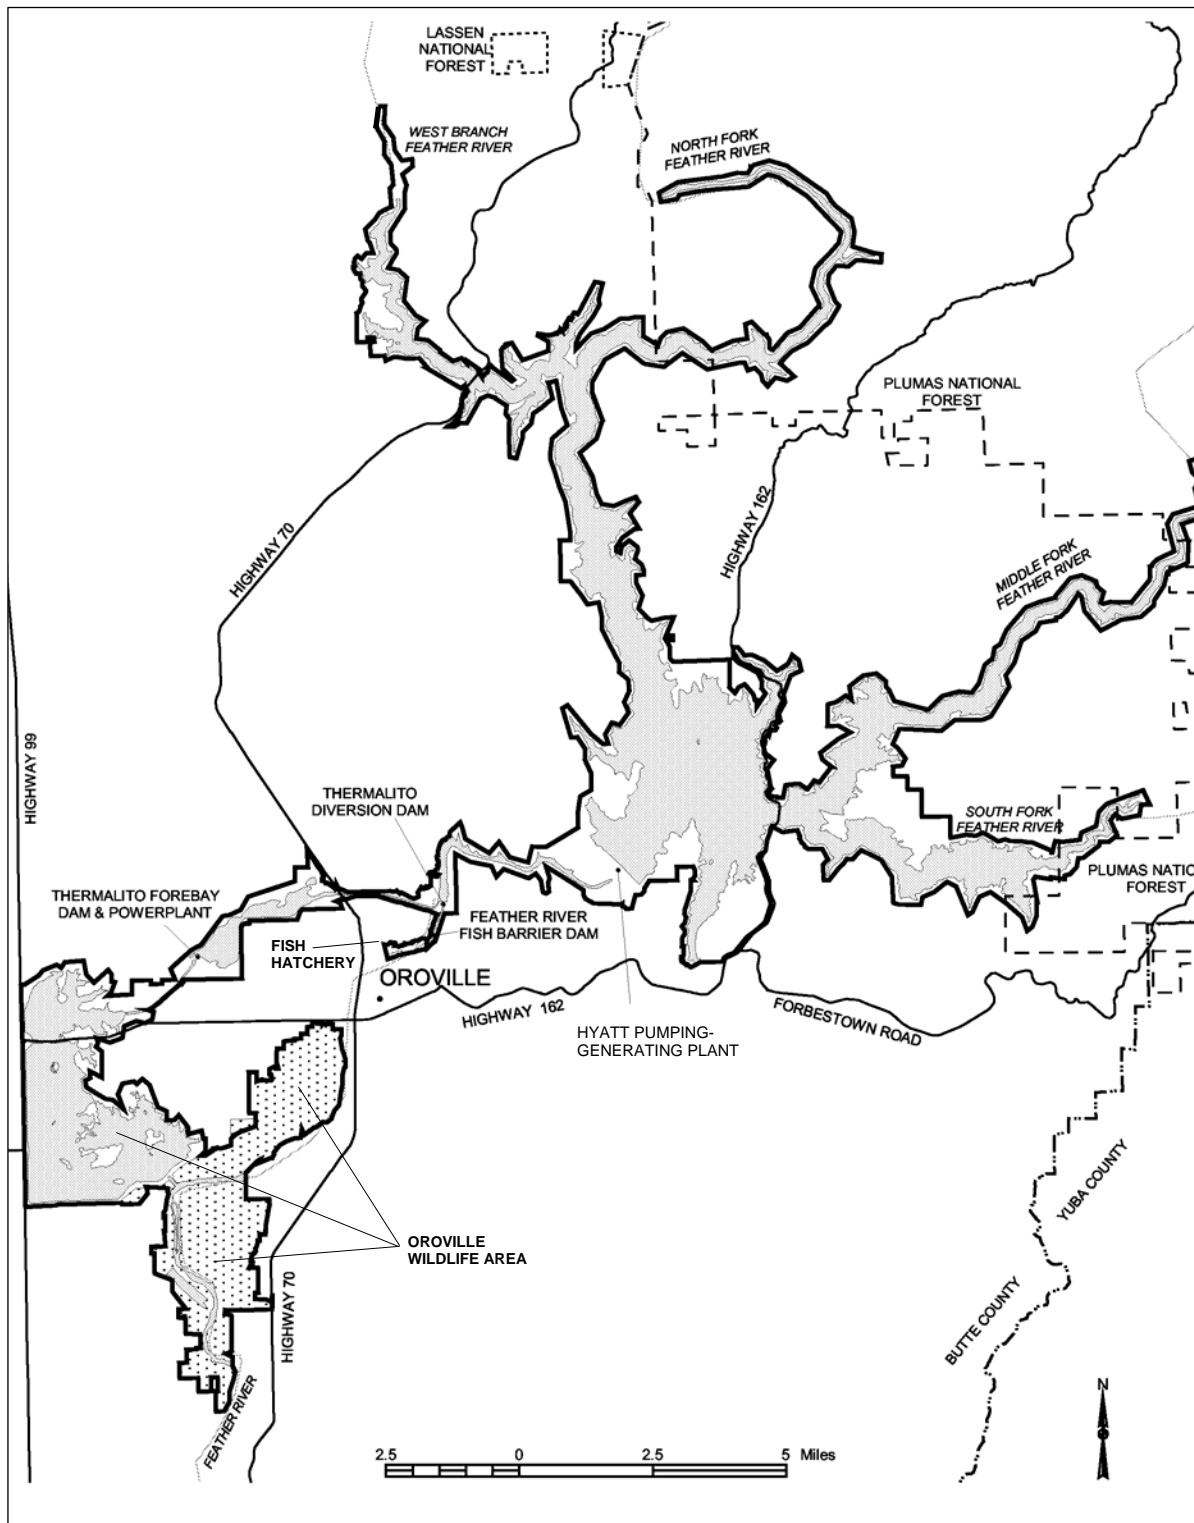 LASSEN
NATIONAL
FOREST
WEST BRANCH
FEATHER RIVER
NORTH FORK
FEATHER RIVER
PLUMAS NATIONAL
FOREST
HIGHWAY 70
HIGHWAY 162
MIDDLE FORK
FEATHER RIVER
HIGHWAY 99
THERMALITO
DIVERSION DAM
SOUTH FORK
FEATHER RIVER
THERMALITO FOREBAY
DAM & POWERPLANT
PLUMAS NATIO
FOREST
FEATHER RIVER
FISH BARRIER DAM
FISH
HATCHERY
OROVILLE
HIGHWAY 162
FORBESTOWN ROAD
HYATT PUMPING-
GENERATING PLANT
YUBA COUNTY
OROVILLE
WILDLIFE AREA
HIGHWAY 70
BUTTE COUNTY
FEATHER RIVER
N
2.5 0 2.5 5 Miles